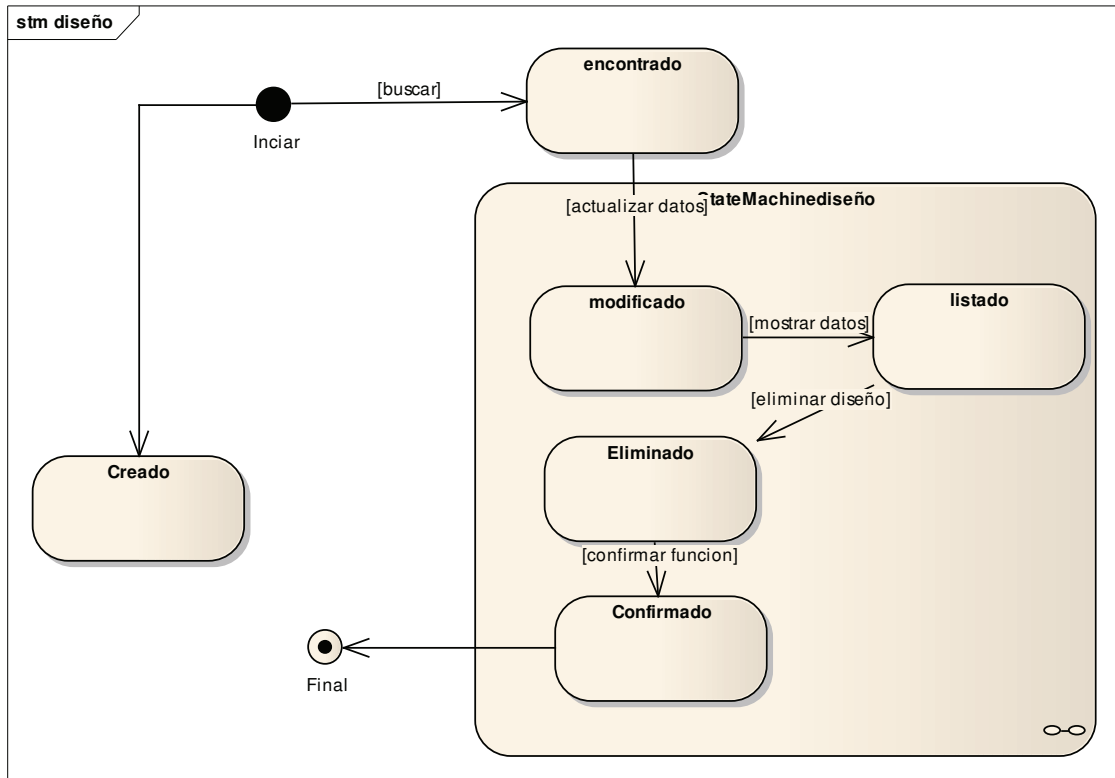 stm diseño
encontrado
[buscar]
Inciar
[actualizar datos]
StateMachinediseño
modificado
listado
[mostrar datos]
[eliminar diseño]
Eliminado
Creado
[confirmar funcion]
Confirmado
Final